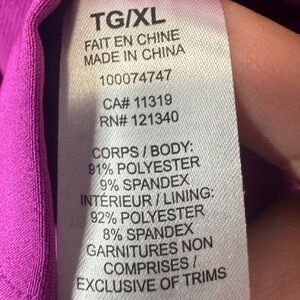 TG/XL
FAIT EN CHINE
MADE IN CHINA
100074747
CA# 11319
RN# 121340
CORPS / BODY:
91% POLYESTER
9% SPANDEX
INTÉRIEUR / LINING:
92% POLYESTER
8% SPANDEX
GARNITURES NON
COMPRISES /
EXCLUSIVE OF TRIMS